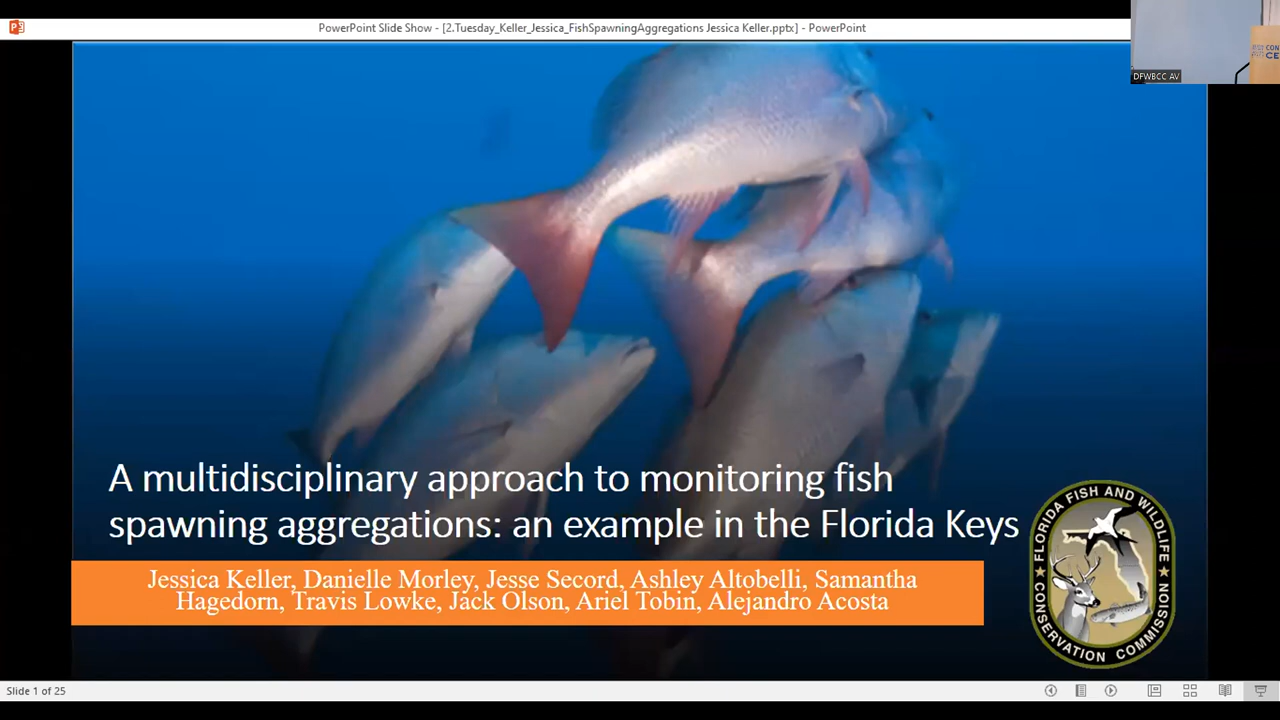 PowerPoint Slide Show - [2.Tuesday_Keller_Jessica_FishSpawningAggregations Jessica Keller.pptx] - PowerPoint
DFWBCC AV
A multidisciplinary approach to monitoring fish
spawning aggregations: an example in the Florida Keys
Jessica Keller, Danielle Morley, Jesse Secord, Ashley Altobelli, Samantha
Hagedorn, Travis Lowke, Jack Olson, Ariel Tobin, Alejandro Acosta
FLORIDA FISH AND WILDLIFE
CONSERVATION COMMISSION
Slide 1 of 25